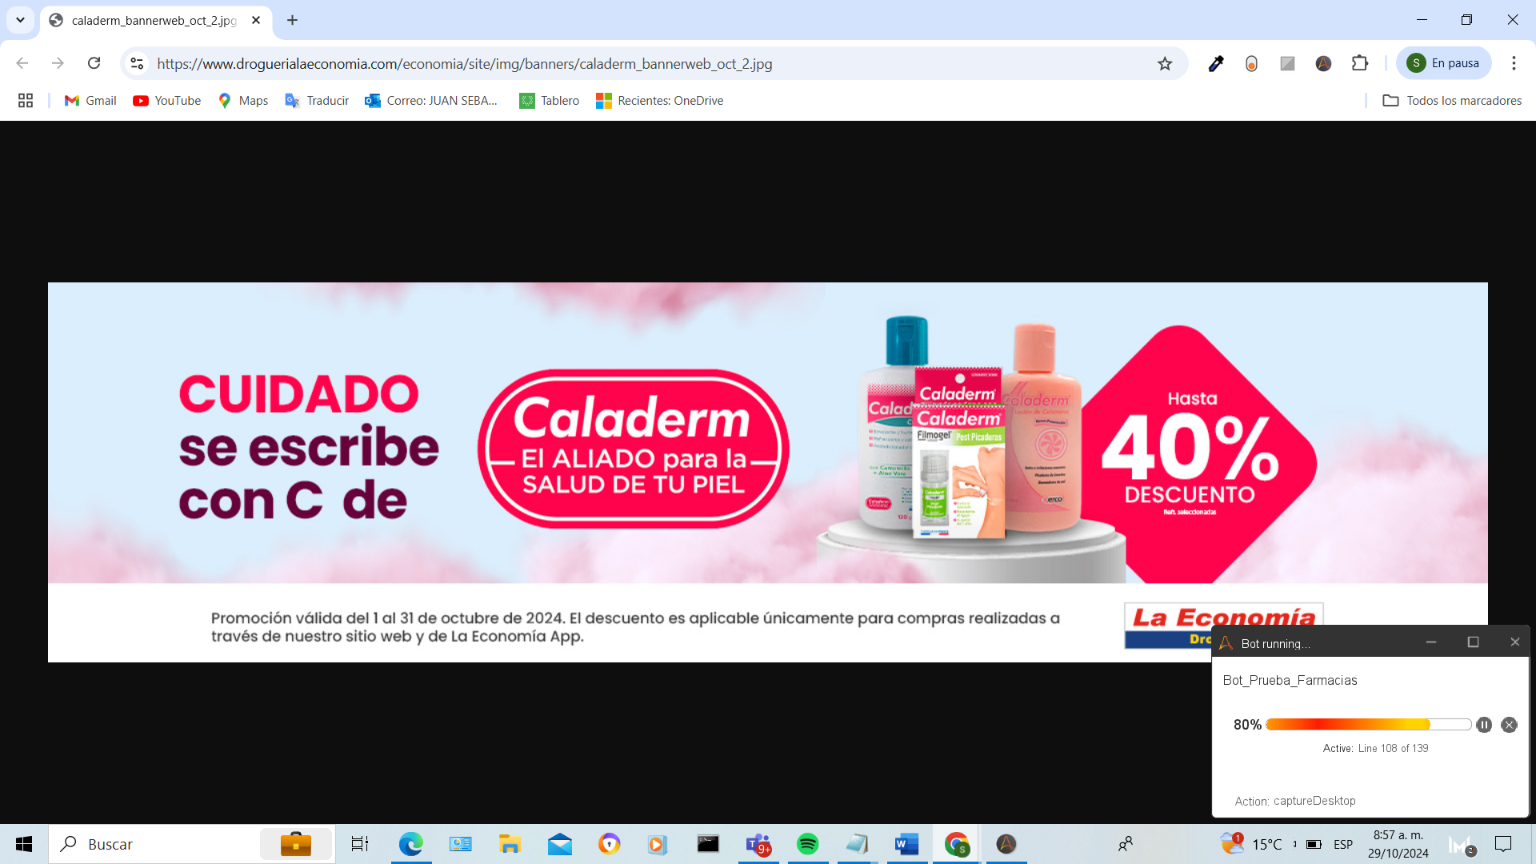 caladerm_bannerweb_oct_2.jpg
https://www.droguerialaeconomia.com/economia/site/img/banners/caladerm_bannerweb_oct_2.jpg
S En pausa
Gmail
YouTube
Maps
Traducir
Correo: JUAN SEBA...
Tablero
Recientes: OneDrive
Todos los marcadores
CUIDADO
se escribe
con C de
Caladerm
El ALIADO para la
SALUD DE TU PIEL
Caladerm
Caladerm
Filmogel
Post Picaduras
Hasta
40%
DESCUENTO
Refs. seleccionadas
Promoción válida del 1 al 31 de octubre de 2024. El descuento es aplicable únicamente para compras realizadas a
través de nuestro sitio web y de La Economía App.
La Economía
Dro
Bot running...
Bot_Prueba_Farmacias
80%
Active: Line 108 of 139
Action: captureDesktop
Buscar
9+
1
15°C
ESP
8:57 a. m.
29/10/2024
2